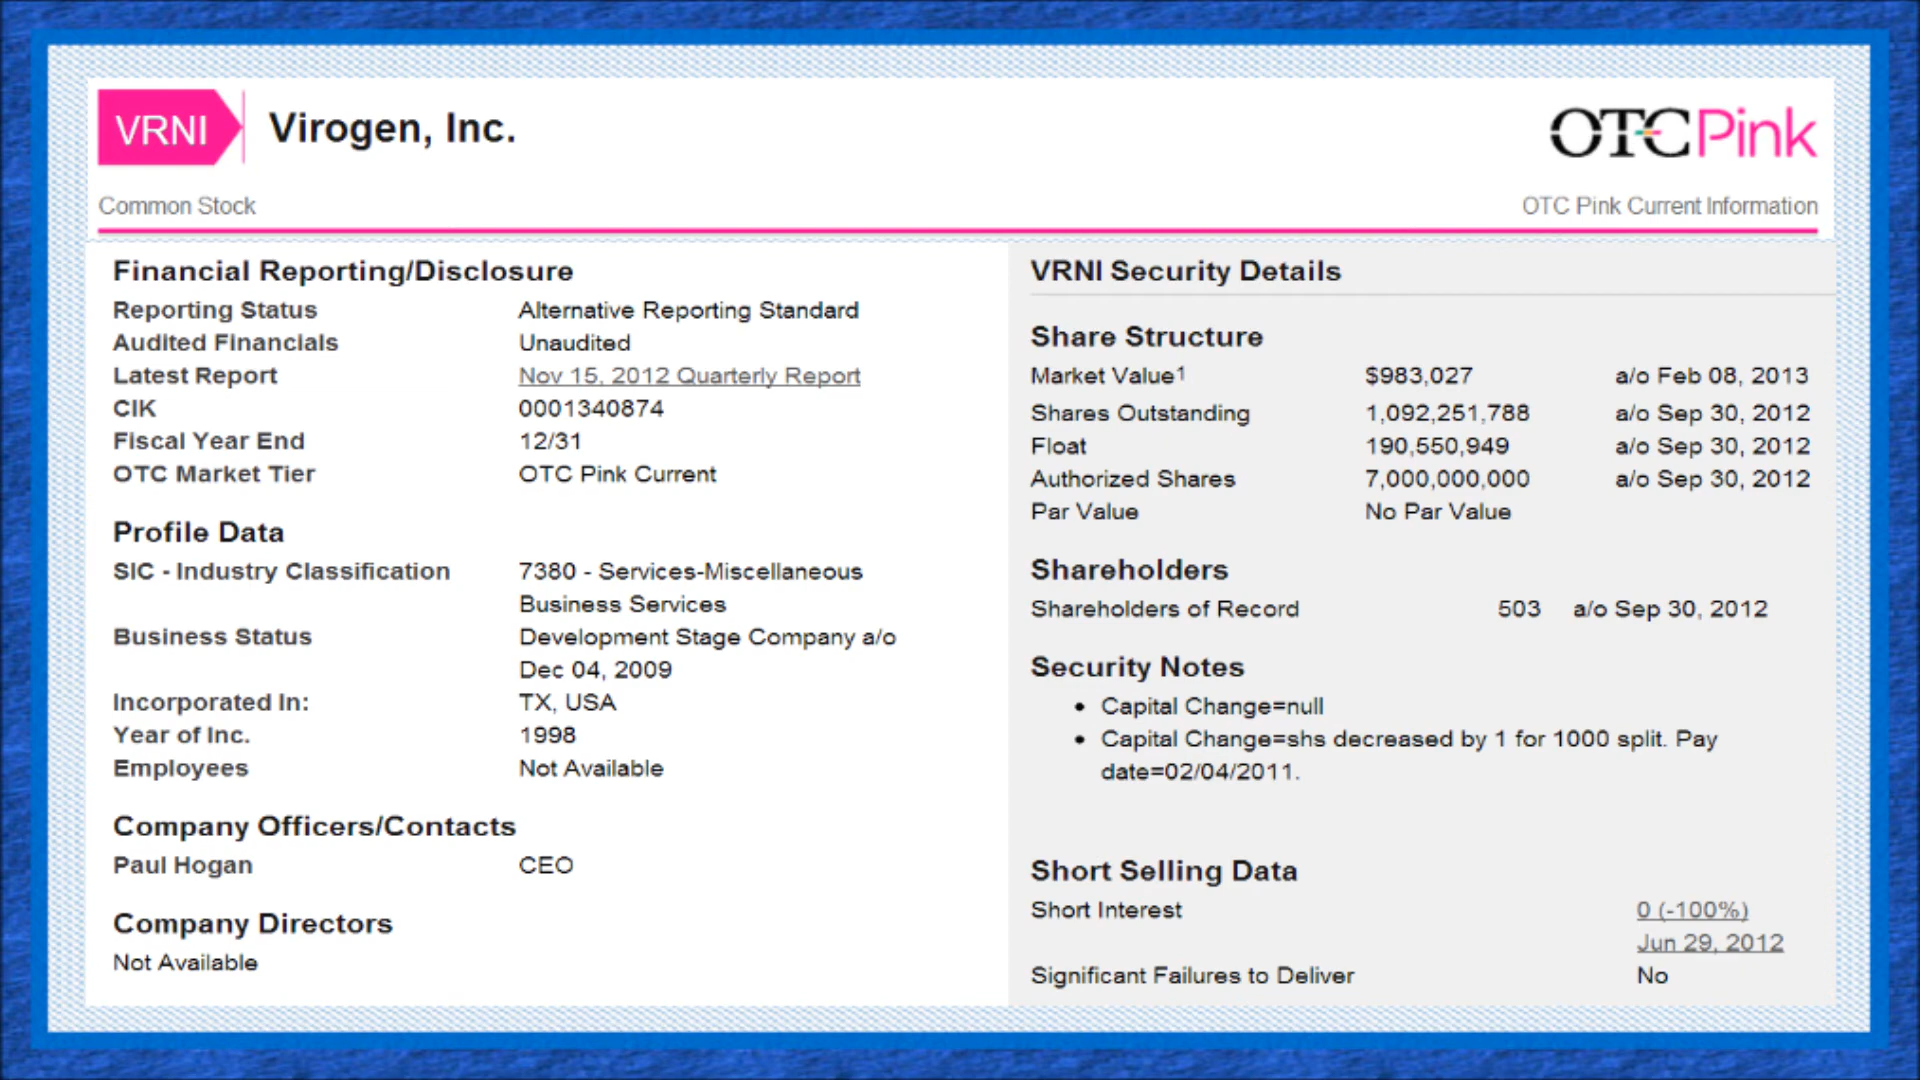 VRNI
Virogen, Inc.
OTC Pink
Common Stock
OTC Pink Current Information
Financial Reporting/Disclosure
Reporting Status Alternative Reporting Standard
Audited Financials Unaudited
Latest Report Nov 15, 2012 Quarterly Report
CIK 0001340874
Fiscal Year End 12/31
OTC Market Tier OTC Pink Current
Profile Data
SIC - Industry Classification 7380 - Services-Miscellaneous
Business Services
Business Status Development Stage Company a/o
Dec 04, 2009
Incorporated In: TX, USA
Year of Inc. 1998
Employees Not Available
Company Officers/Contacts
Paul Hogan CEO
Company Directors
Not Available
VRNI Security Details
Share Structure
Market Value1 $983,027 a/o Feb 08, 2013
Shares Outstanding 1,092,251,788 a/o Sep 30, 2012
Float 190,550,949 a/o Sep 30, 2012
Authorized Shares 7,000,000,000 a/o Sep 30, 2012
Par Value No Par Value
Shareholders
Shareholders of Record 503 a/o Sep 30, 2012
Security Notes
• Capital Change=null
• Capital Change=shs decreased by 1 for 1000 split. Pay
date=02/04/2011.
Short Selling Data
Short Interest 0 (-100%)
Jun 29, 2012
Significant Failures to Deliver No